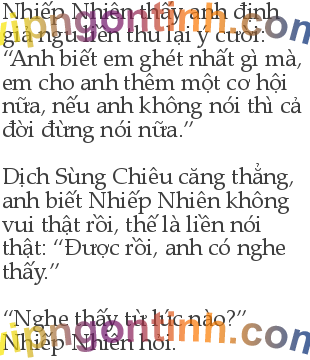 Nhiếp Nhiên thấy anh định
giả ngu liền thu lại ý cười:
“Anh biết em ghét nhất gì mà,
em cho anh thêm một cơ hội
nữa, nếu anh không nói thì cả
đời đừng nói nữa.”
Dịch Sùng Chiêu căng thẳng,
anh biết Nhiếp Nhiên không
vui thật rồi, thế là liền nói
thật: “Được rồi, anh có nghe
thấy.”
“Nghe thấy từ lúc nào?”
Nhiếp Nhiên hỏi.
vipngontinh.com
vipngontinh.com